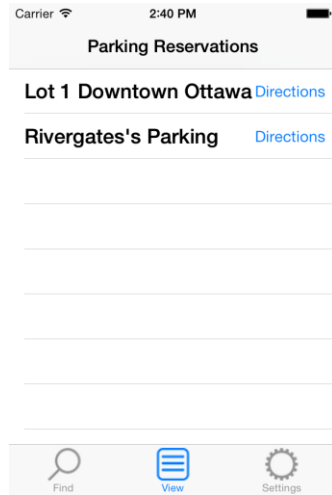 Carrier 2:40 PM
Parking Reservations
Lot 1 Downtown Ottawa Directions
Rivergates's Parking Directions
Find View Settings